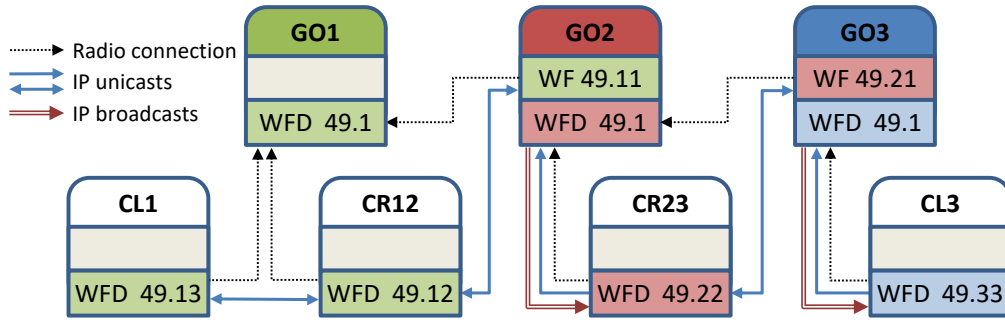 GO1
GO2
GO3
Radio connection
IP unicasts
IP broadcasts
WF 49.11
WF 49.21
WFD 49.1
WFD 49.1
WFD 49.1
CL1
CR12
CR23
CL3
WFD 49.13
WFD 49.12
WFD 49.22
WFD 49.33